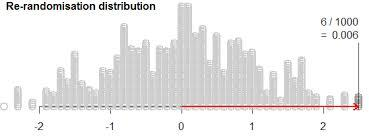 Re-randomisation distribution
6 / 1000
= 0.006
-2 -1 0 1 2